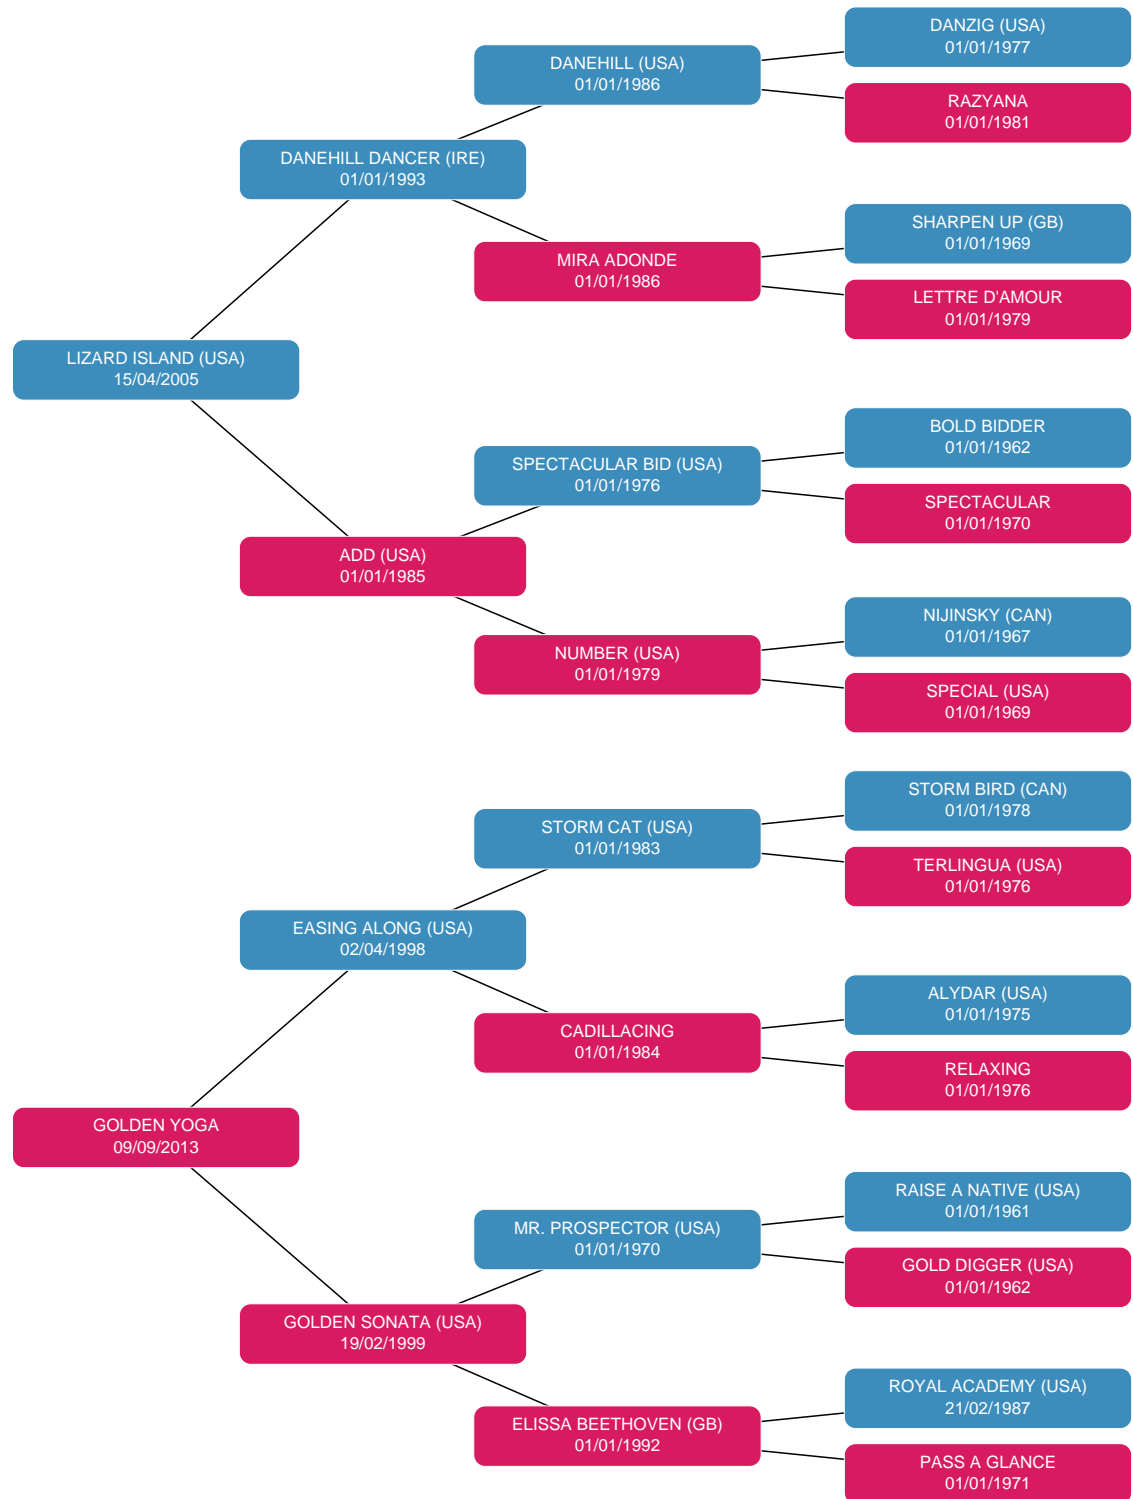 DANZIG (USA)
01/01/1977
DANEHILL (USA)
01/01/1986
RAZYANA
01/01/1981
DANEHILL DANCER (IRE)
01/01/1993
SHARPEN UP (GB)
01/01/1969
MIRA ADONDE
01/01/1986
LETTRE D'AMOUR
01/01/1979
LIZARD ISLAND (USA)
15/04/2005
BOLD BIDDER
01/01/1962
SPECTACULAR BID (USA)
01/01/1976
SPECTACULAR
01/01/1970
ADD (USA)
01/01/1985
NIJINSKY (CAN)
01/01/1967
NUMBER (USA)
01/01/1979
SPECIAL (USA)
01/01/1969
STORM BIRD (CAN)
01/01/1978
STORM CAT (USA)
01/01/1983
TERLINGUA (USA)
01/01/1976
EASING ALONG (USA)
02/04/1998
ALYDAR (USA)
01/01/1975
CADILLACING
01/01/1984
RELAXING
01/01/1976
GOLDEN YOGA
09/09/2013
RAISE A NATIVE (USA)
01/01/1961
MR. PROSPECTOR (USA)
01/01/1970
GOLD DIGGER (USA)
01/01/1962
GOLDEN SONATA (USA)
19/02/1999
ROYAL ACADEMY (USA)
21/02/1987
ELISSA BEETHOVEN (GB)
01/01/1992
PASS A GLANCE
01/01/1971